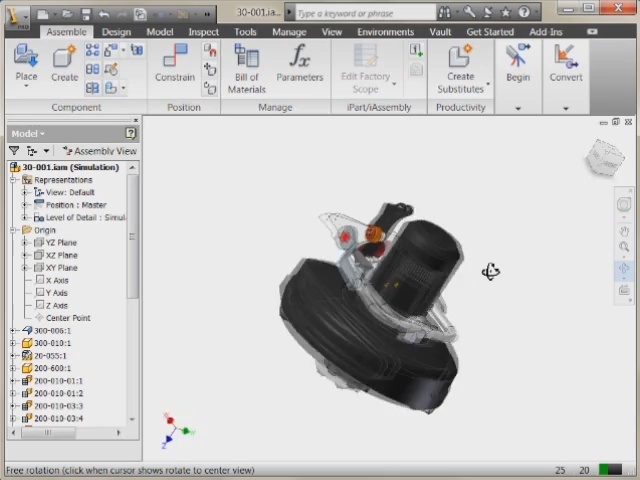 30-001.ia...
Type a keyword or phrase
PRO
Assemble Design Model Inspect Tools Manage View Environments Vault Get Started Add-Ins
Place
Create
Constrain
Bill of Materials
Parameters
Edit Factory Scope
Create Substitutes
Begin
Convert
Component Position Manage iPart/iAssembly Productivity
Model
Assembly View
30-001.iam (Simulation)
Representations
View: Default
Position : Master
Level of Detail : Simul
Origin
YZ Plane
XZ Plane
XY Plane
X Axis
Y Axis
Z Axis
Center Point
300-006:1
300-010:1
20-055:1
200-600:1
200-010-01:1
200-010-01:2
200-010-03:3
200-010-03:4
Z
Free rotation (click when cursor shows rotate to center view) 25 20